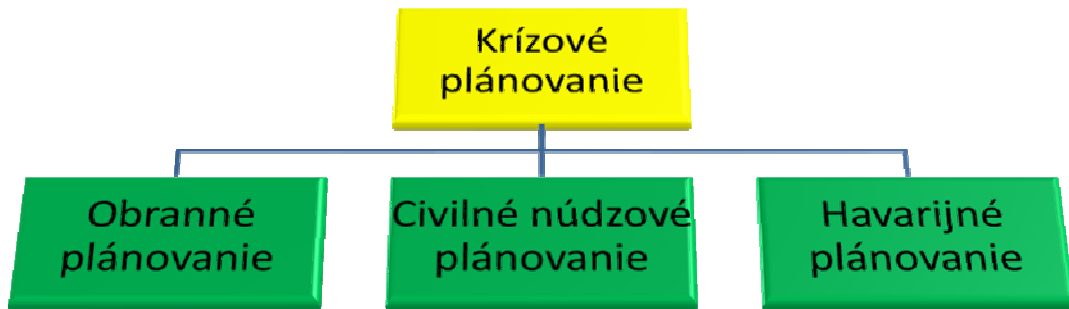 Krízové
plánovanie
Obranné
plánovanie
Civilné núdzové
plánovanie
Havarijné
plánovanie